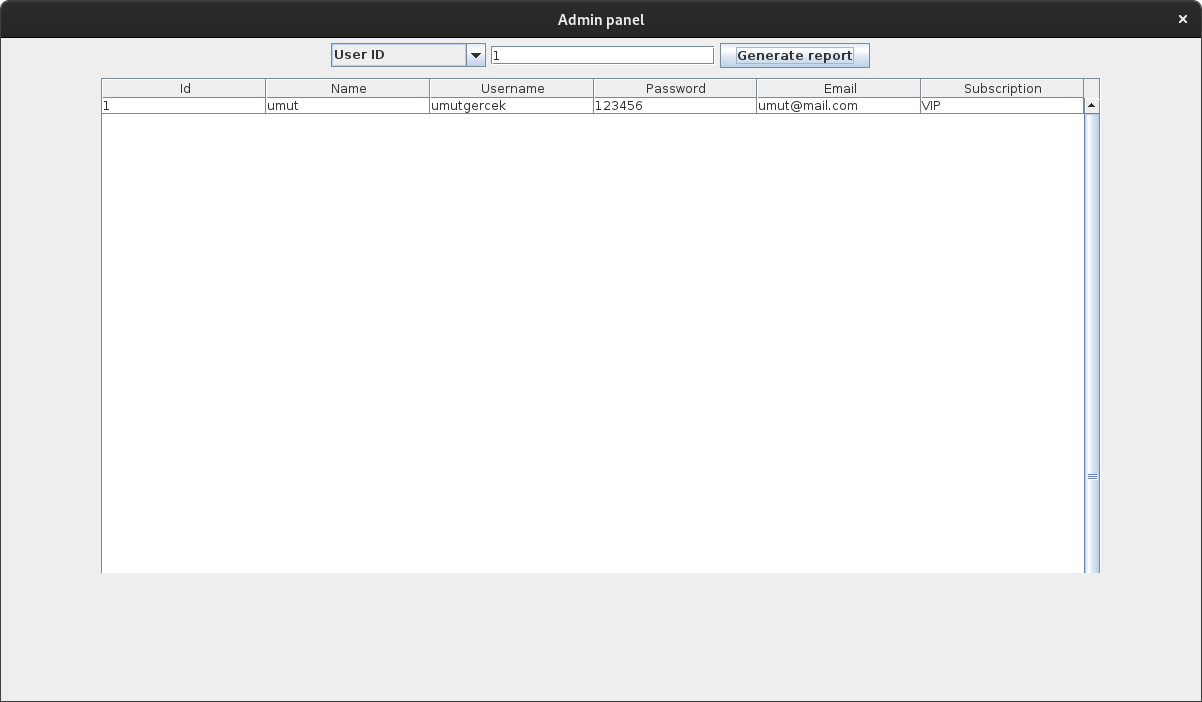 Admin panel ×
User ID 1 Generate report
Id Name Username Password Email Subscription
1 umut umutgercek 123456 umut@mail.com VIP